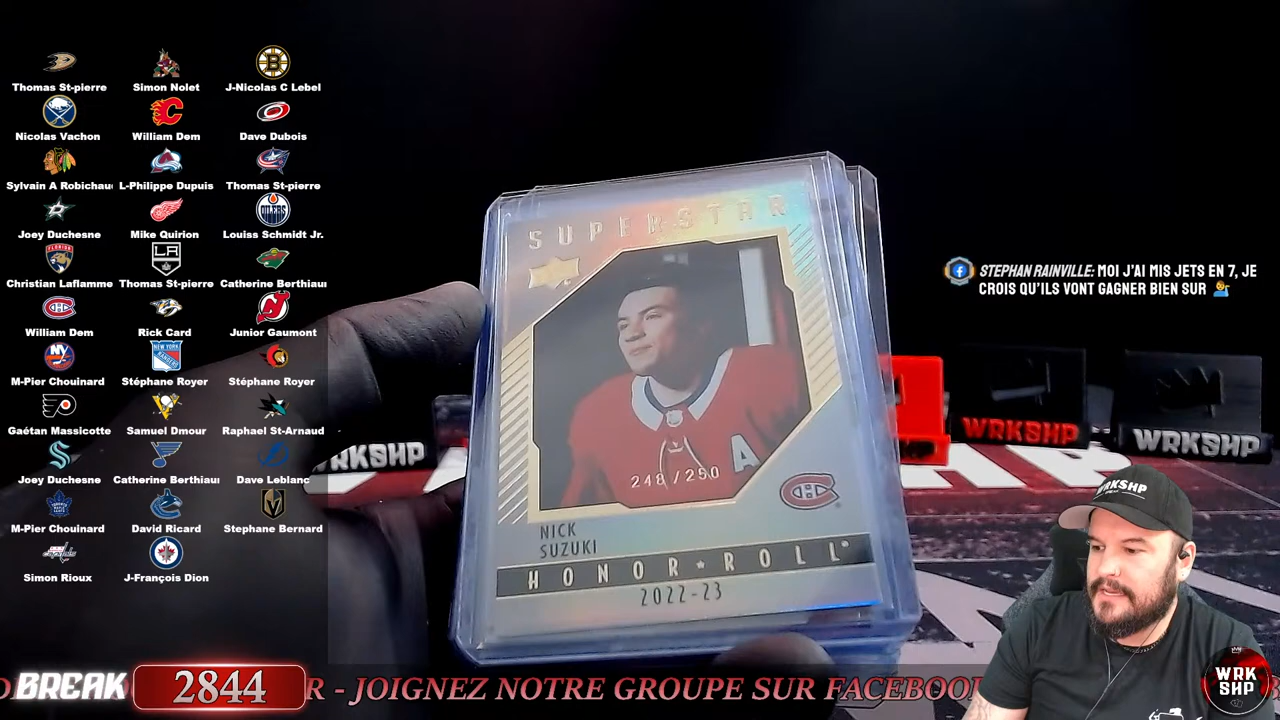 Thomas St-pierre
Simon Nolet
J-Nicolas C Lebel
Nicolas Vachon
William Dem
Dave Dubois
Sylvain A Robichau
L-Philippe Dupuis
Thomas St-pierre
Joey Duchesne
Mike Quirion
Louiss Schmidt Jr.
Christian Laflamme
Thomas St-pierre
Catherine Berthiau
William Dem
Rick Card
Junior Gaumont
M-Pier Chouinard
Stéphane Royer
Stéphane Royer
Gaétan Massicotte
Samuel Dmour
Raphael St-Arnaud
Joey Duchesne
Catherine Berthiau
Dave Leblanc
M-Pier Chouinard
David Ricard
Stephane Bernard
Simon Rioux
J-François Dion
SUPERSTAR
A
248/250
NICK
SUZUKI
HONOR ★ ROLL
2022-23
STEPHAN RAINVILLE: MOI J'AI MIS JETS EN 7, JE
CROIS QU'ILS VONT GAGNER BIEN SUR
WRKSHP
WRKSHP
WRKSHP
WRKSHP
BREAK
2844
R - JOIGNEZ NOTRE GROUPE SUR FACEBOO
WRK
SHP